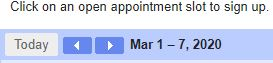 Click on an open appointment slot to sign up.
Today Mar 1 – 7, 2020